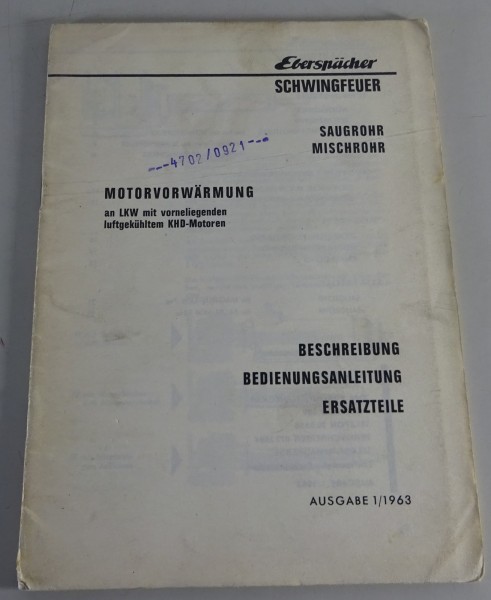 Eberspächer
SCHWINGFEUER
SAUGROHR
MISCHROHR
---4702/0921---
MOTORVORWÄRMUNG
an LKW mit vorneliegenden
luftgekühltem KHD-Motoren
BESCHREIBUNG
BEDIENUNGSANLEITUNG
ERSATZTEILE
AUSGABE 1/1963